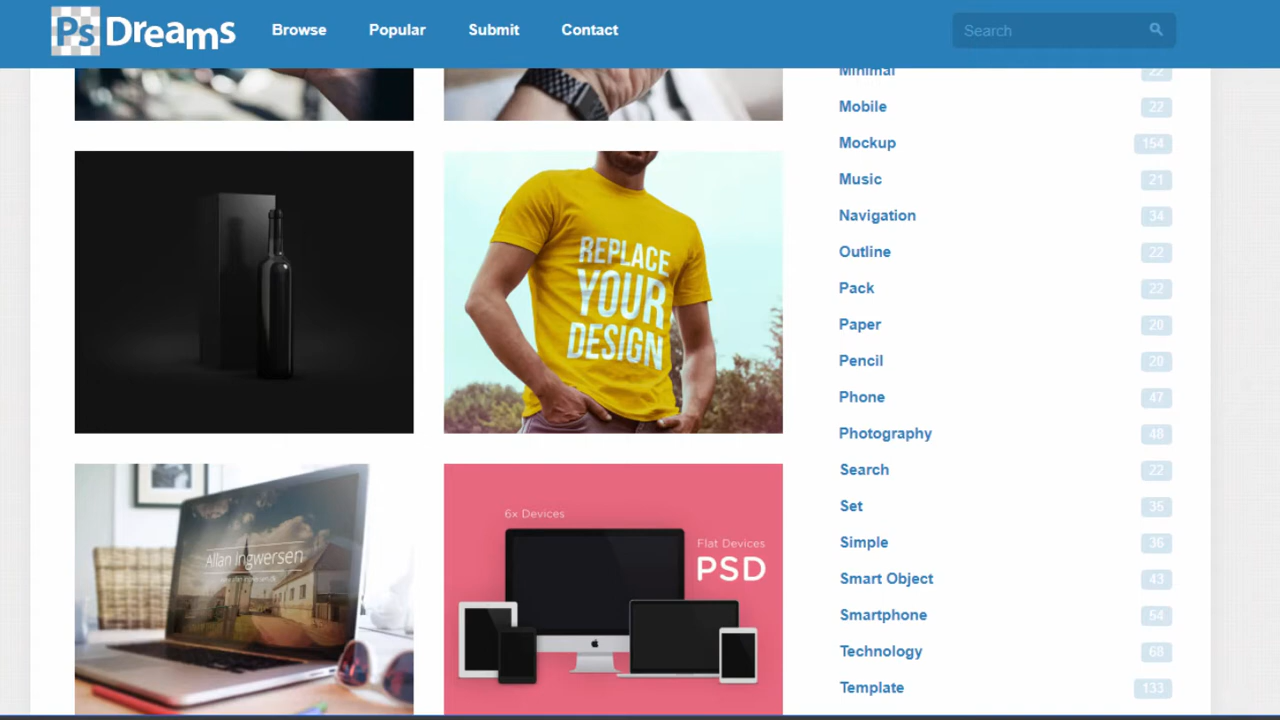 Ps Dreams
Browse
Popular
Submit
Contact
Search
Minimal
22
Mobile
22
Mockup
154
Music
21
Navigation
34
Outline
22
Pack
22
Paper
20
Pencil
20
Phone
47
Photography
48
Search
22
Set
35
Simple
36
Smart Object
43
Smartphone
54
Technology
68
Template
133
REPLACE
YOUR
DESIGN
Allan Ingwersen
6x Devices
Flat Devices
PSD